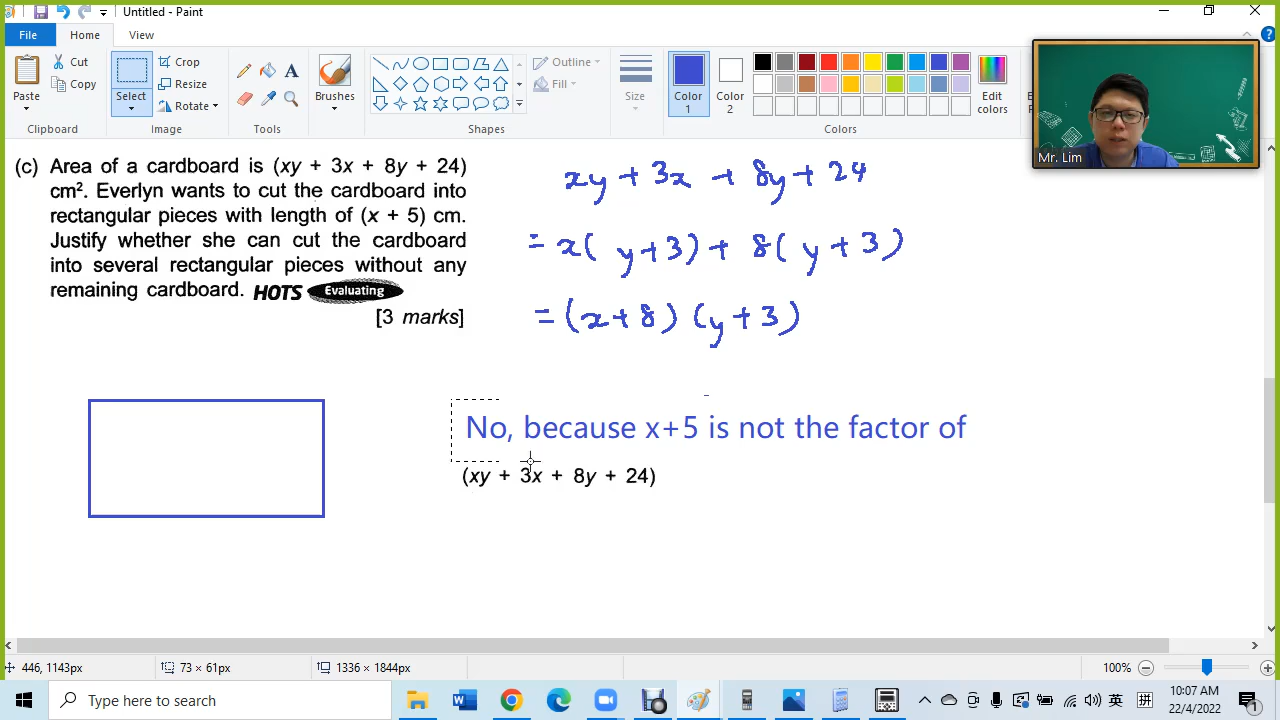 Untitled - Paint
File
Home
View
Paste
Cut
Copy
Clipboard
Select
Crop
Resize
Rotate
Image
Tools
Brushes
Outline
Fill
Shapes
Size
Color
1
Color
2
Edit
colors
Colors
Mr. Lim
(c) Area of a cardboard is (xy + 3x + 8y + 24)
cm². Everlyn wants to cut the cardboard into
rectangular pieces with length of (x + 5) cm.
Justify whether she can cut the cardboard
into several rectangular pieces without any
remaining cardboard. HOTS Evaluating
[3 marks]
xy + 3x + 8y + 24
= x( y+3) + 8( y+3)
= (x+8) (y+3)
No, because x+5 is not the factor of
(xy + 3x + 8y + 24)
446, 1143px
73 × 61px
1336 × 1844px
100%
Type here to search
英
拼
10:07 AM
22/4/2022
1